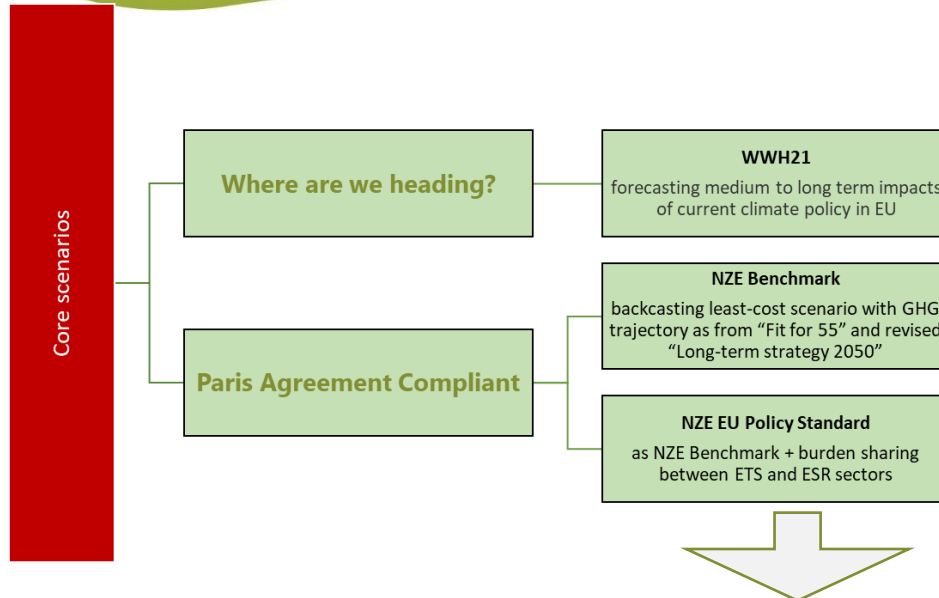 Core scenarios
Where are we heading?
WWH21
forecasting medium to long term impacts
of current climate policy in EU
Paris Agreement Compliant
NZE Benchmark
backcasting least-cost scenario with GHG
trajectory as from “Fit for 55” and revised
“Long-term strategy 2050”
NZE EU Policy Standard
as NZE Benchmark + burden sharing
between ETS and ESR sectors